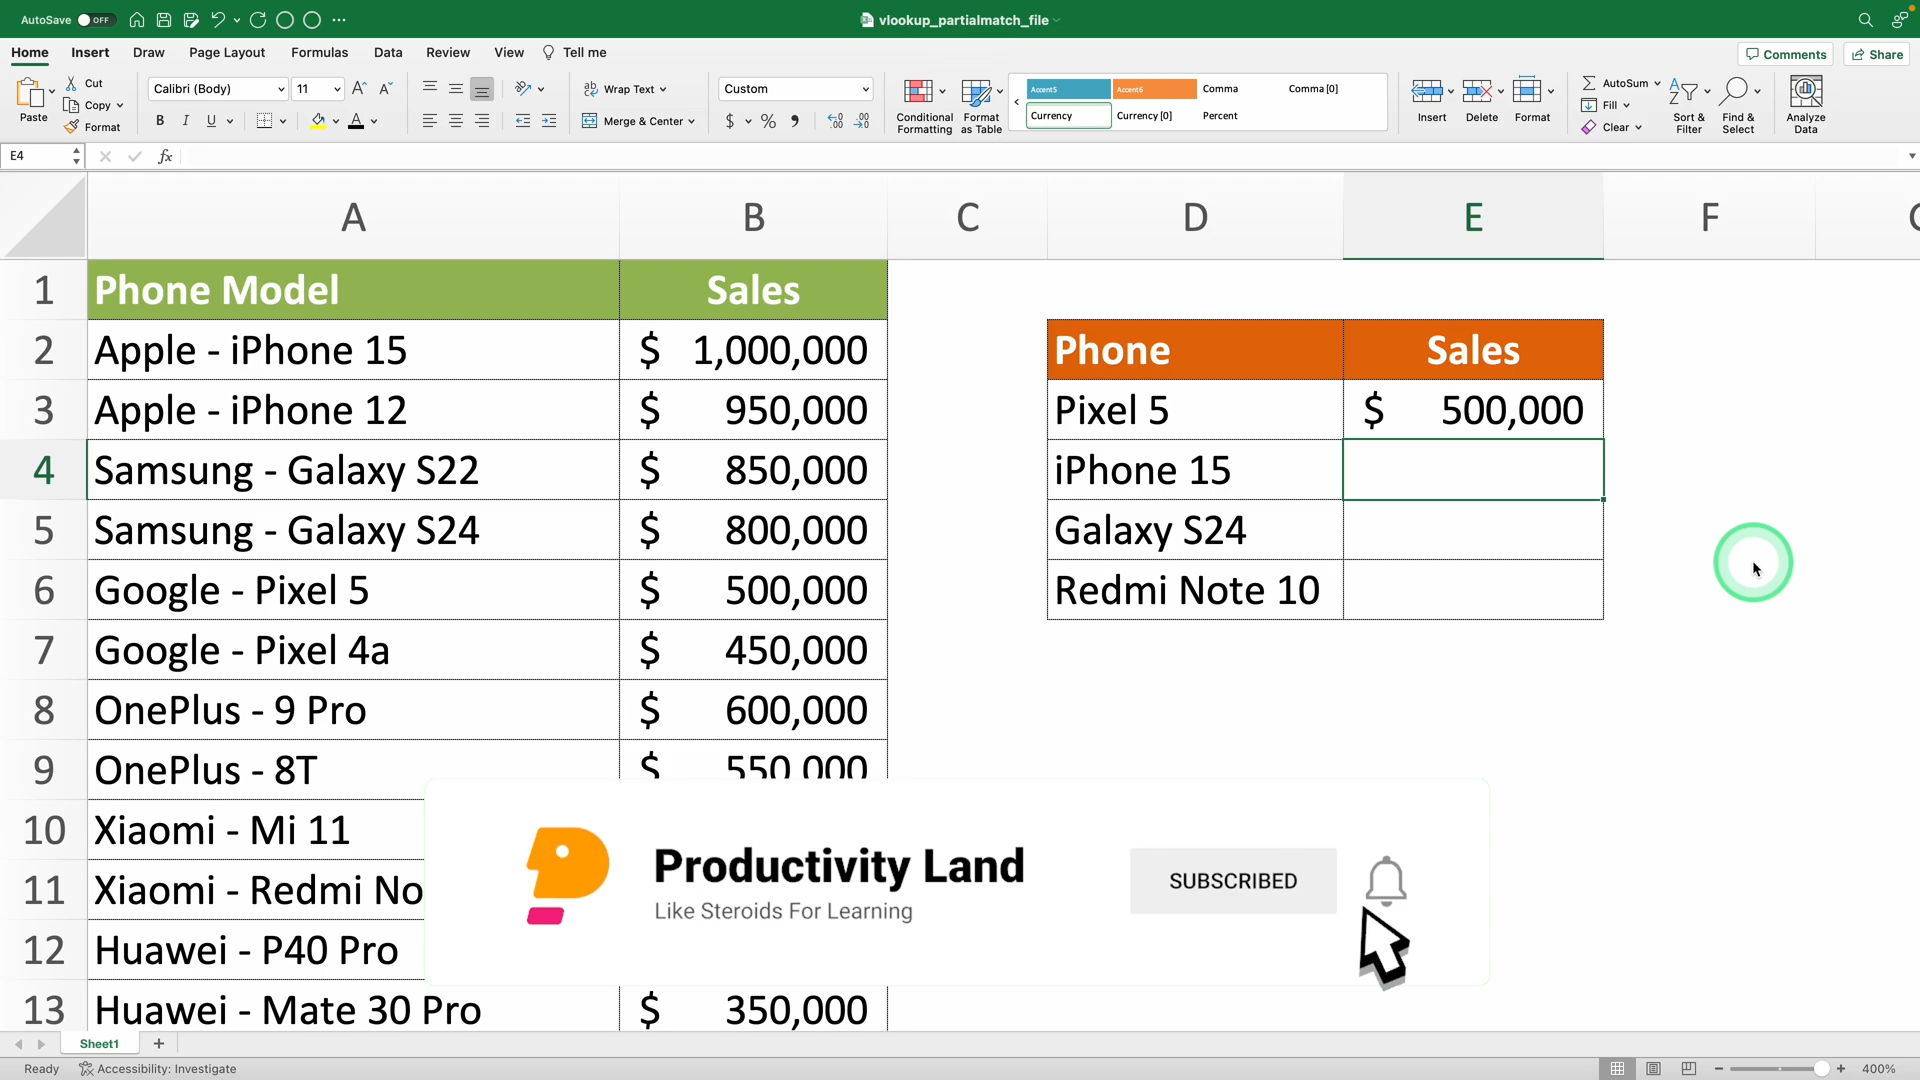 AutoSave OFF vlookup_partialmatch_file
Home Insert Draw Page Layout Formulas Data Review View Tell me Comments Share
Paste Cut Copy Format
Calibri (Body) 11 A^ A
B I U A
Wrap Text
Merge & Center
Custom
$ % 9
Conditional Formatting Format as Table
Accent5 Accent6 Comma Comma [0]
Currency Currency [0] Percent
Insert Delete Format
AutoSum Fill Clear
Sort & Filter Find & Select Analyze Data
E4 fx
A B C D E F
1 Phone Model Sales
2 Apple - iPhone 15 $ 1,000,000 Phone Sales
3 Apple - iPhone 12 $ 950,000 Pixel 5 $ 500,000
4 Samsung - Galaxy S22 $ 850,000 iPhone 15
5 Samsung - Galaxy S24 $ 800,000 Galaxy S24
6 Google - Pixel 5 $ 500,000 Redmi Note 10
7 Google - Pixel 4a $ 450,000
8 OnePlus - 9 Pro $ 600,000
9 OnePlus - 8T $ 550,000
10 Xiaomi - Mi 11
11 Xiaomi - Redmi No
12 Huawei - P40 Pro
13 Huawei - Mate 30 Pro $ 350,000
Productivity Land
Like Steroids For Learning
SUBSCRIBED
Sheet1 +
Ready Accessibility: Investigate 400%